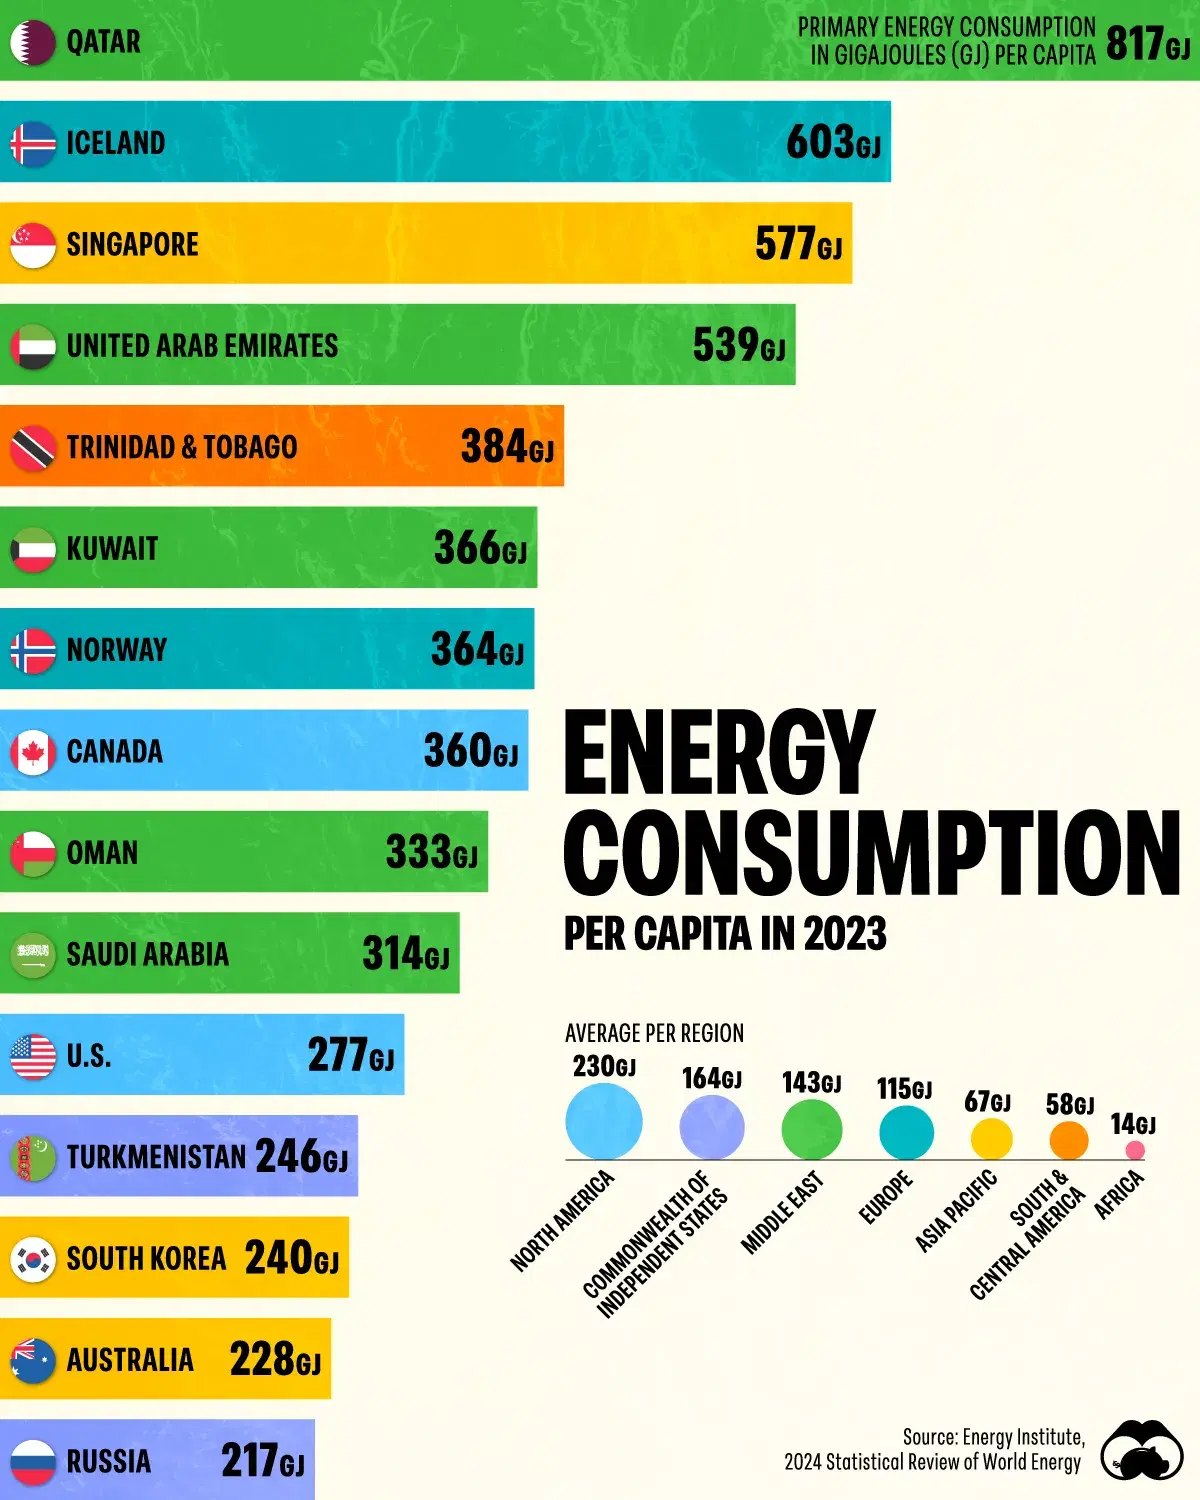 QATAR
PRIMARY ENERGY CONSUMPTION
IN GIGAJOULES (GJ) PER CAPITA
817GJ
ICELAND 603GJ
SINGAPORE 577GJ
UNITED ARAB EMIRATES 539GJ
TRINIDAD & TOBAGO 384GJ
KUWAIT 366GJ
NORWAY 364GJ
CANADA 360GJ
OMAN 333GJ
SAUDI ARABIA 314GJ
U.S. 277GJ
TURKMENISTAN 246GJ
SOUTH KOREA 240GJ
AUSTRALIA 228GJ
RUSSIA 217GJ
ENERGY
CONSUMPTION
PER CAPITA IN 2023
AVERAGE PER REGION
230GJ
164GJ
143GJ
115GJ
67GJ
58GJ
14GJ
NORTH AMERICA
COMMONWEALTH OF
INDEPENDENT STATES
MIDDLE EAST
EUROPE
ASIA PACIFIC
SOUTH &
CENTRAL AMERICA
AFRICA
Source: Energy Institute,
2024 Statistical Review of World Energy